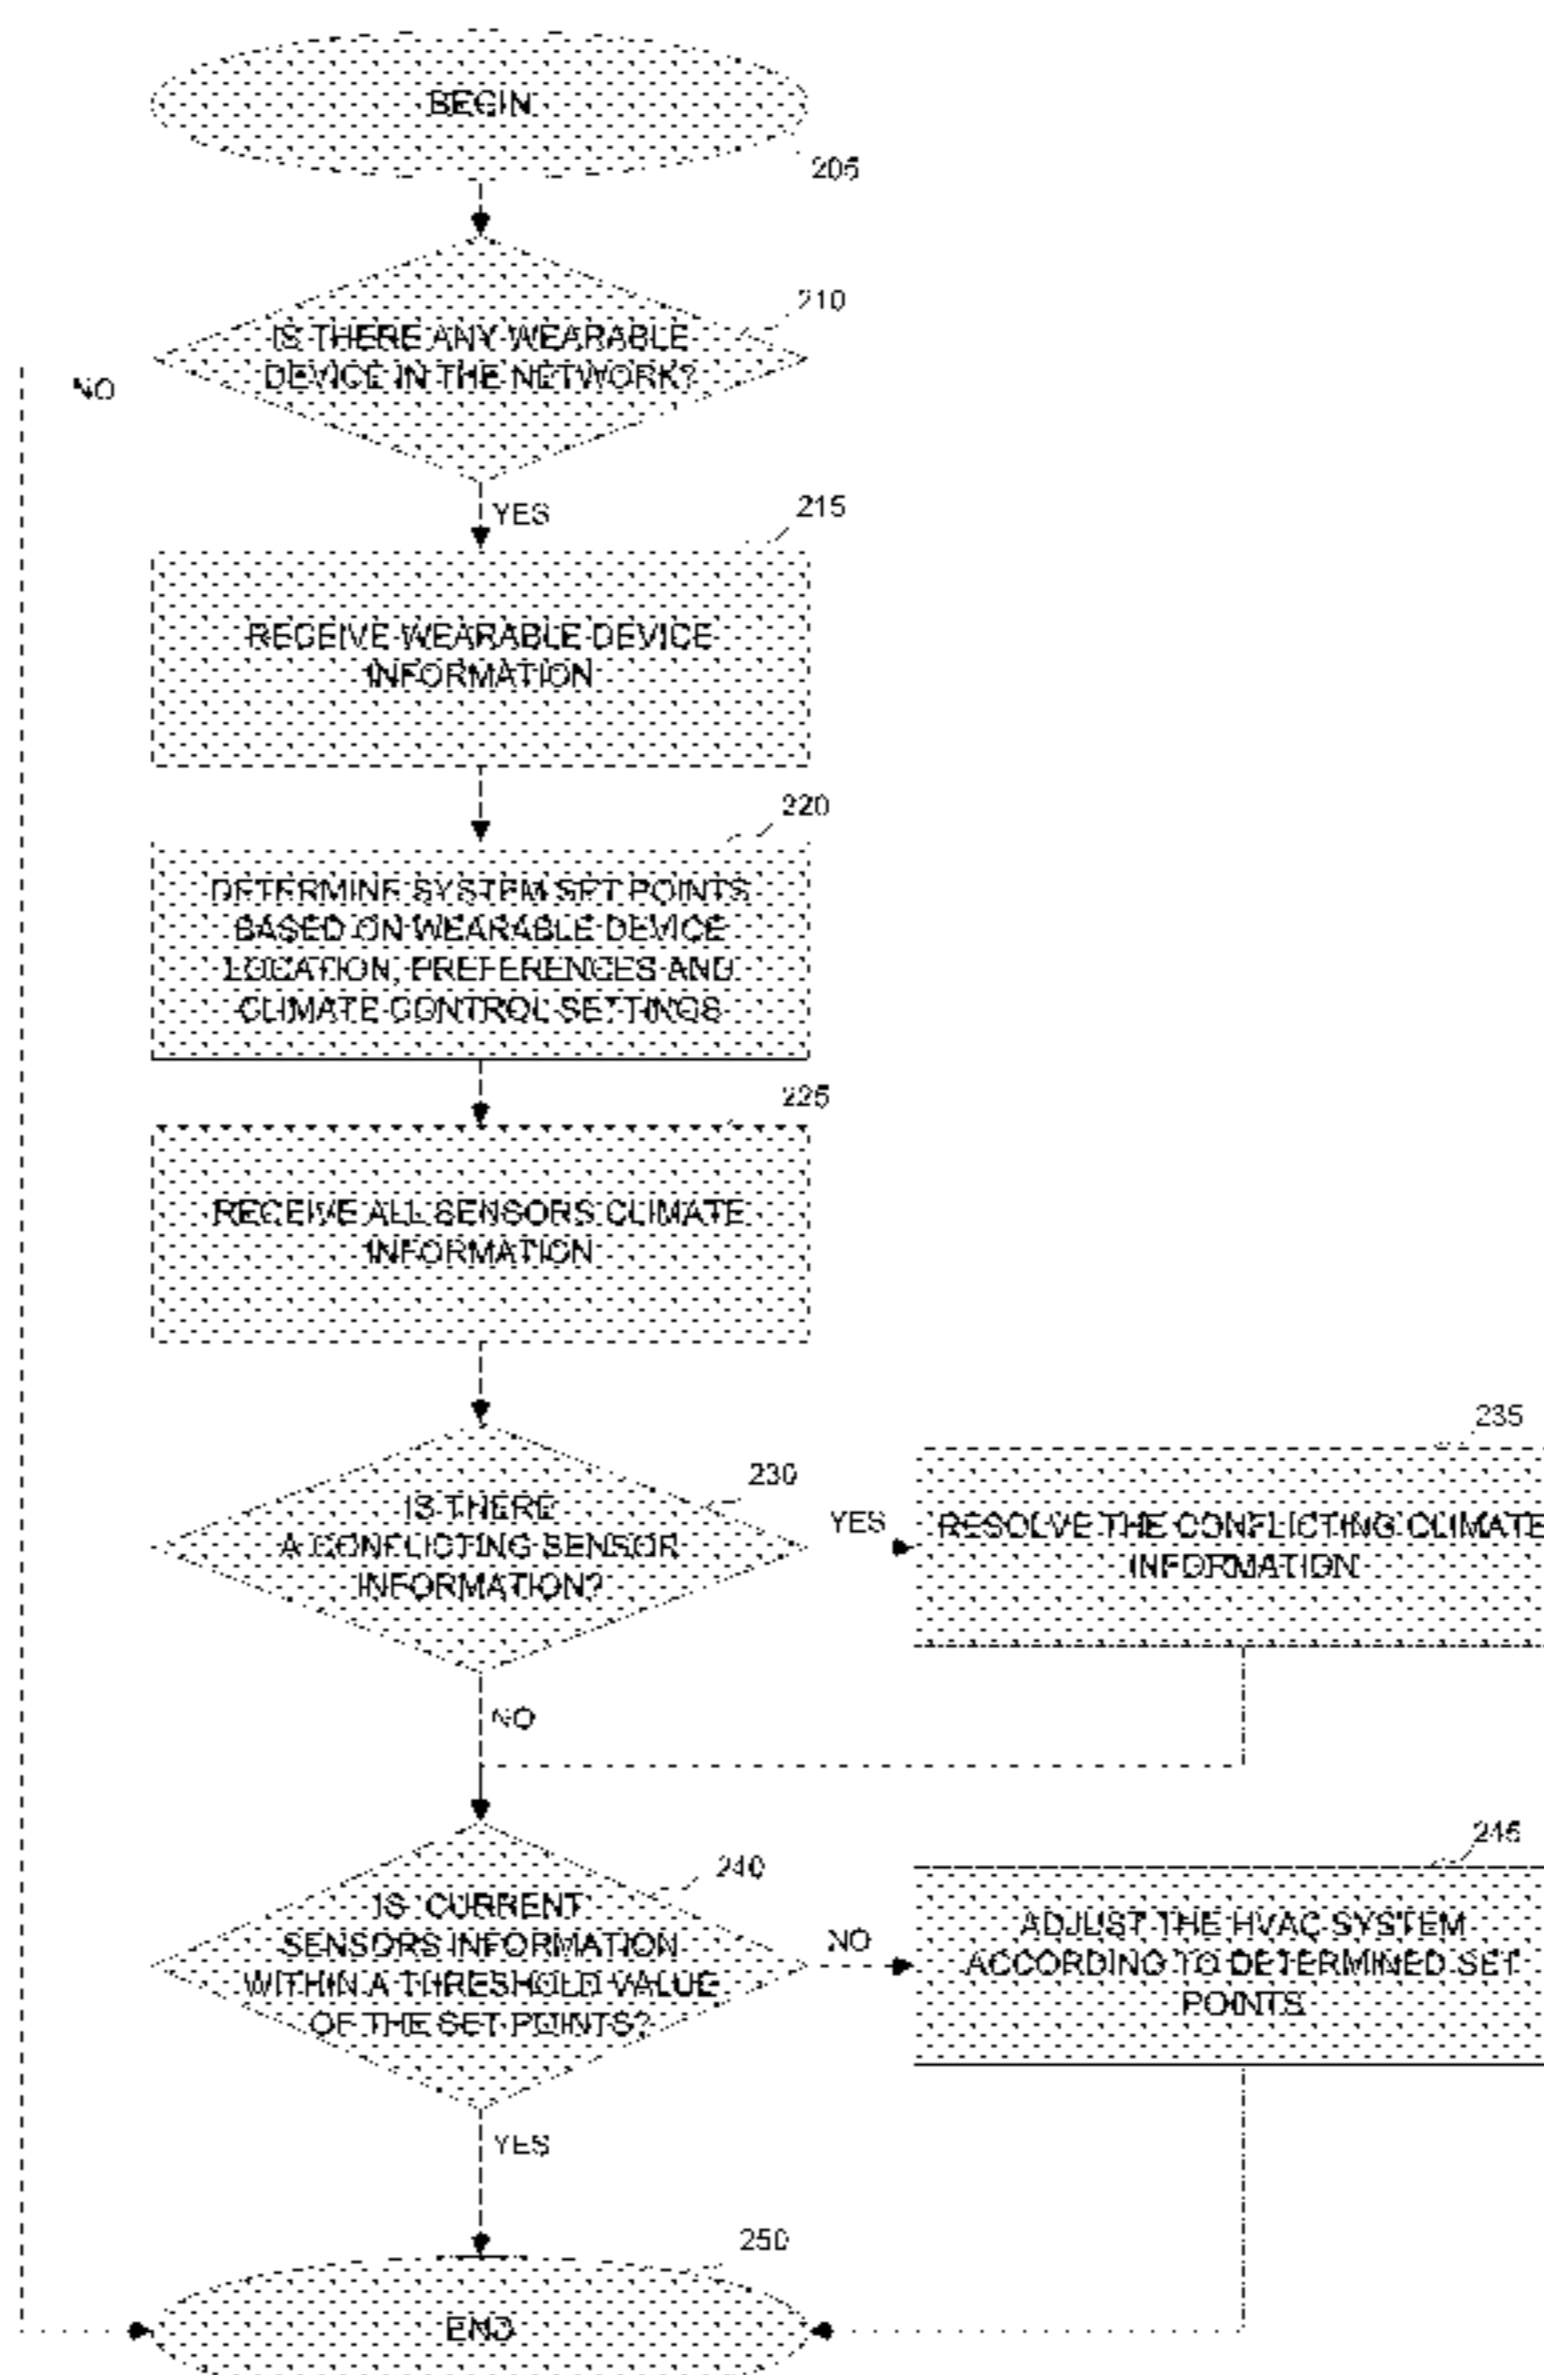 BEGIN
205
210
IS THERE ANY WEARABLE
DEVICE IN THE NETWORK?
NO
YES
215
RECEIVE WEARABLE DEVICE
INFORMATION
220
DETERMINE SYSTEM SET POINTS
BASED ON WEARABLE DEVICE
LOCATION, PREFERENCES AND
CLIMATE CONTROL SETTINGS
225
RECEIVE ALL SENSORS CLIMATE
INFORMATION
230
IS THERE
A CONFLICTING SENSOR
INFORMATION?
YES
235
RESOLVE THE CONFLICTING CLIMATE
INFORMATION
NO
240
IS CURRENT
SENSORS INFORMATION
WITHIN A THRESHOLD VALUE
OF THE SET POINTS?
NO
245
ADJUST THE HVAC SYSTEM
ACCORDING TO DETERMINED SET
POINTS
YES
250
END